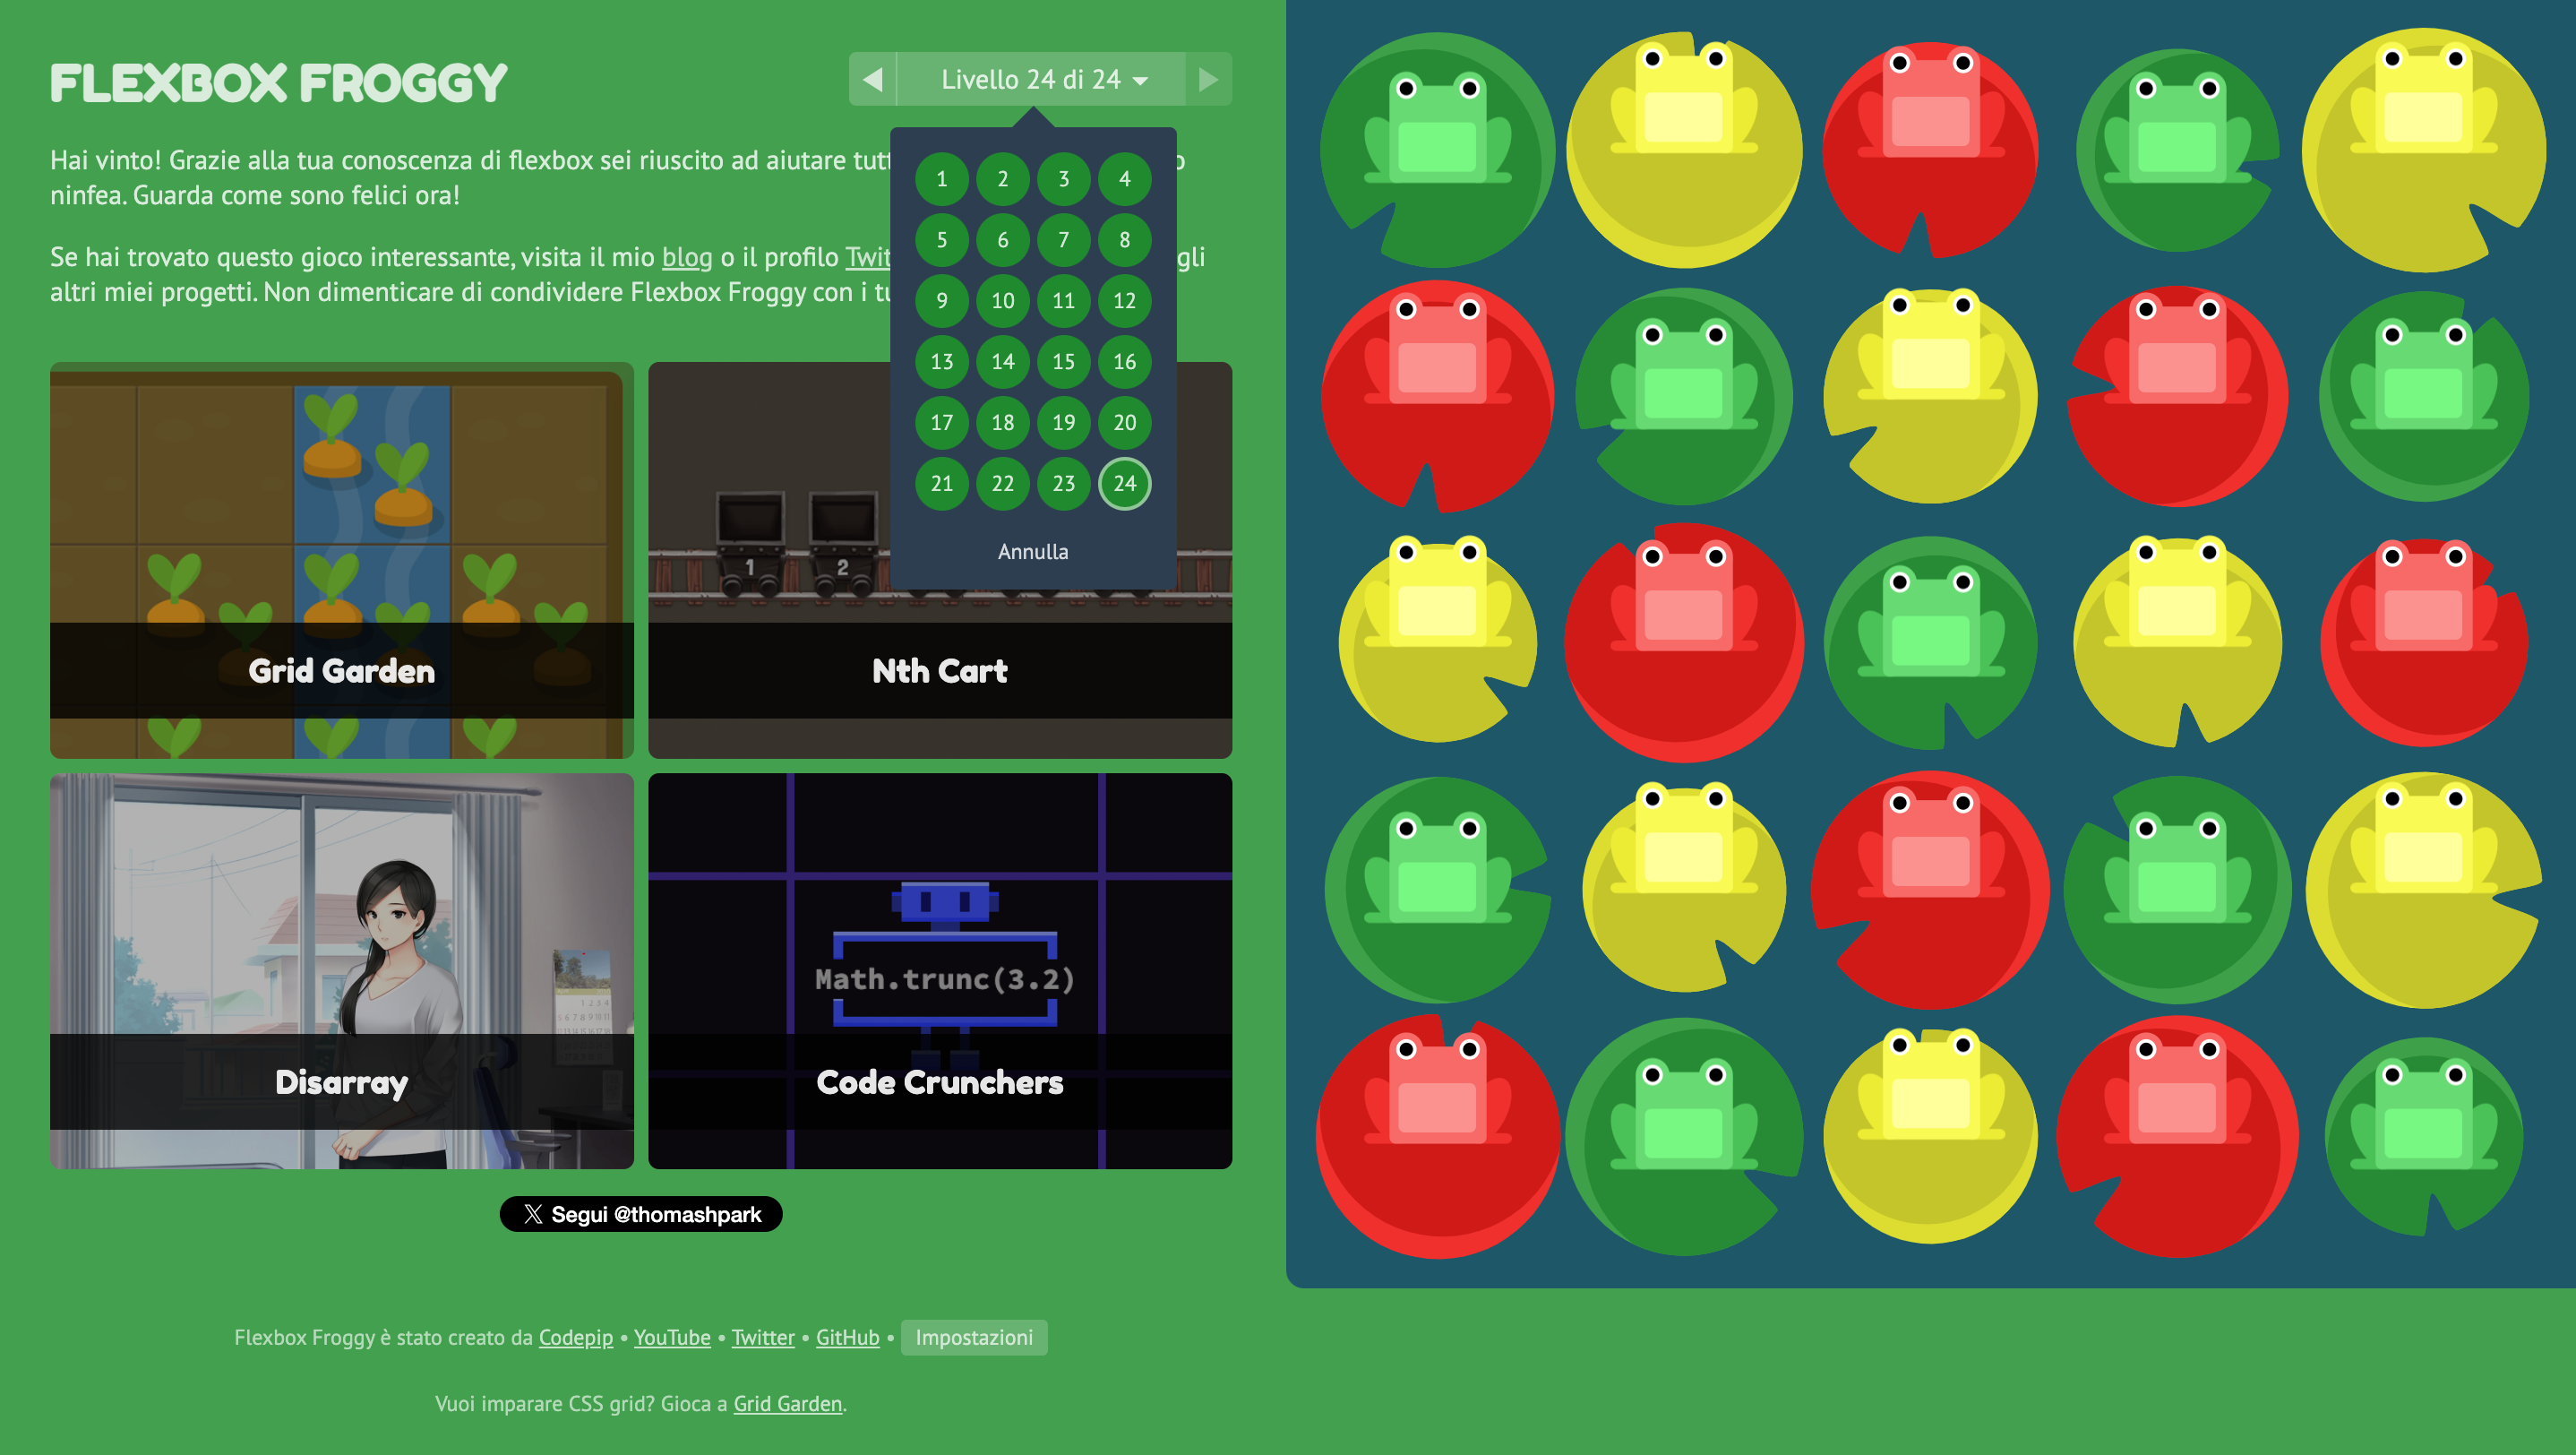 FLEXBOX FROGGY
Livello 24 di 24
Hai vinto! Grazie alla tua conoscenza di flexbox sei riuscito ad aiutare
ninfea. Guarda come sono felici ora!
Se hai trovato questo gioco interessante, visita il mio blog o il profilo gli
altri miei progetti. Non dimenticare di condividere Flexbox Froggy con i
1 2 3 4
5 6 7 8
9 10 11 12
13 14 15 16
17 18 19 20
21 22 23 24
Annulla
1 2
Grid Garden
Nth Cart
Math.trunc(3.2)
Disarray
Code Crunchers
Segui @thomashpark
Flexbox Froggy è stato creato da Codepip • YouTube • Twitter • GitHub • Impostazioni
Vuoi imparare CSS grid? Gioca a Grid Garden.